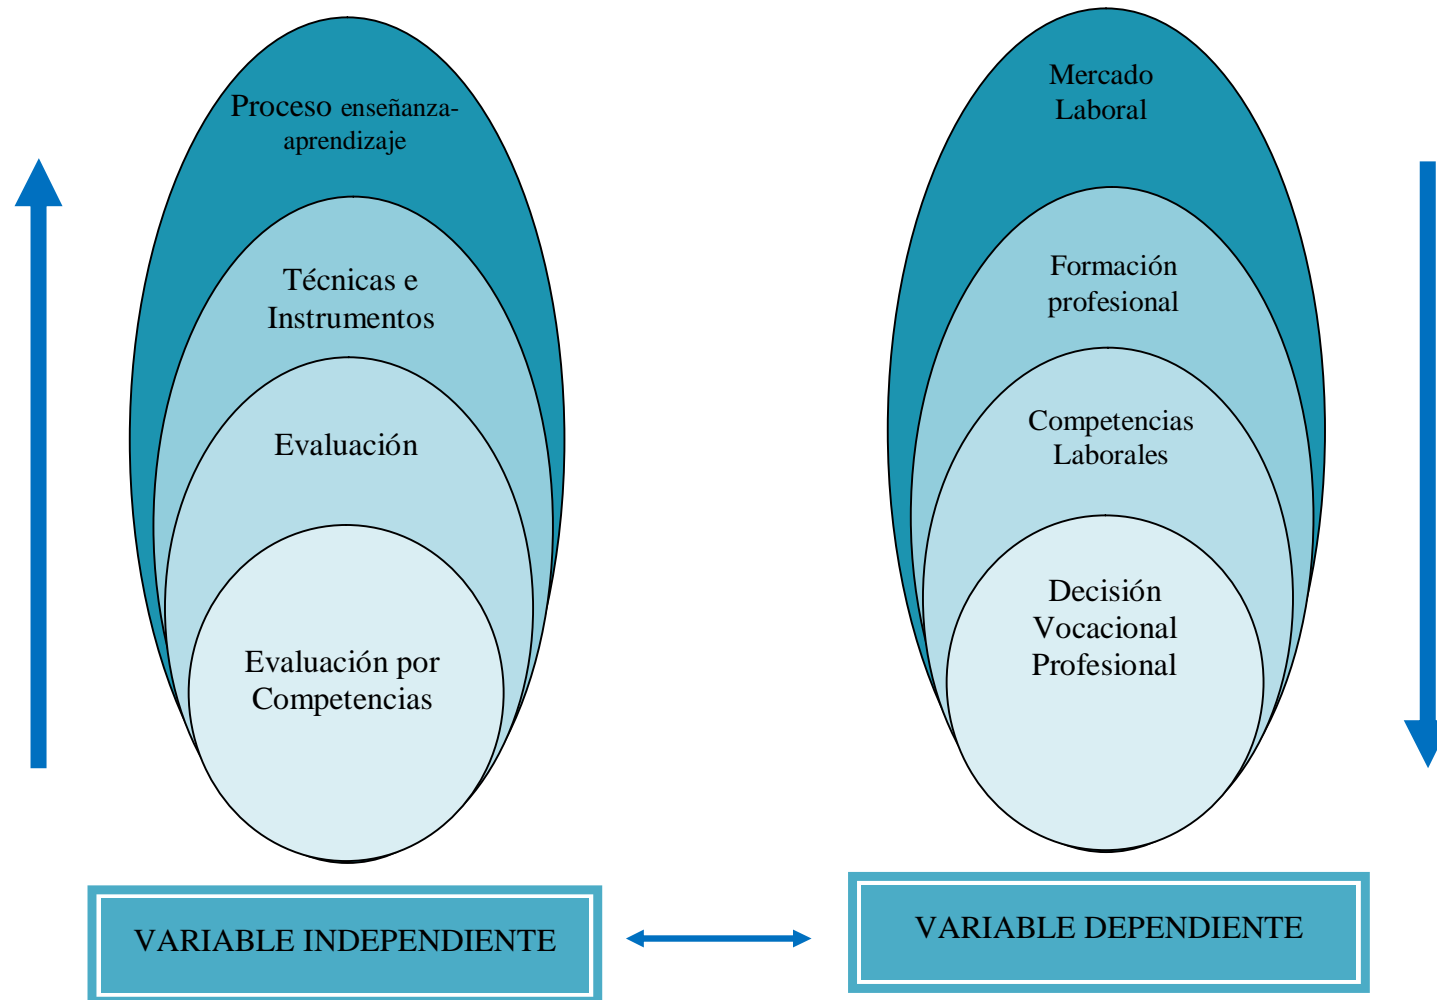 Proceso enseñanza-
aprendizaje
Técnicas e
Instrumentos
Evaluación
Evaluación por
Competencias
VARIABLE INDEPENDIENTE
Mercado
Laboral
Formación
profesional
Competencias
Laborales
Decisión
Vocacional
Profesional
VARIABLE DEPENDIENTE